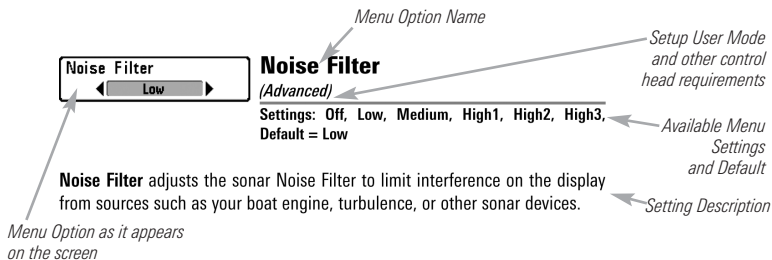 Menu Option Name
Setup User Mode
and other control
head requirements
Noise Filter
Low
Noise Filter
(Advanced)
Settings: Off, Low, Medium, High1, High2, High3,
Default = Low
Available Menu
Settings
and Default
Noise Filter adjusts the sonar Noise Filter to limit interference on the display
from sources such as your boat engine, turbulence, or other sonar devices.
Setting Description
Menu Option as it appears
on the screen